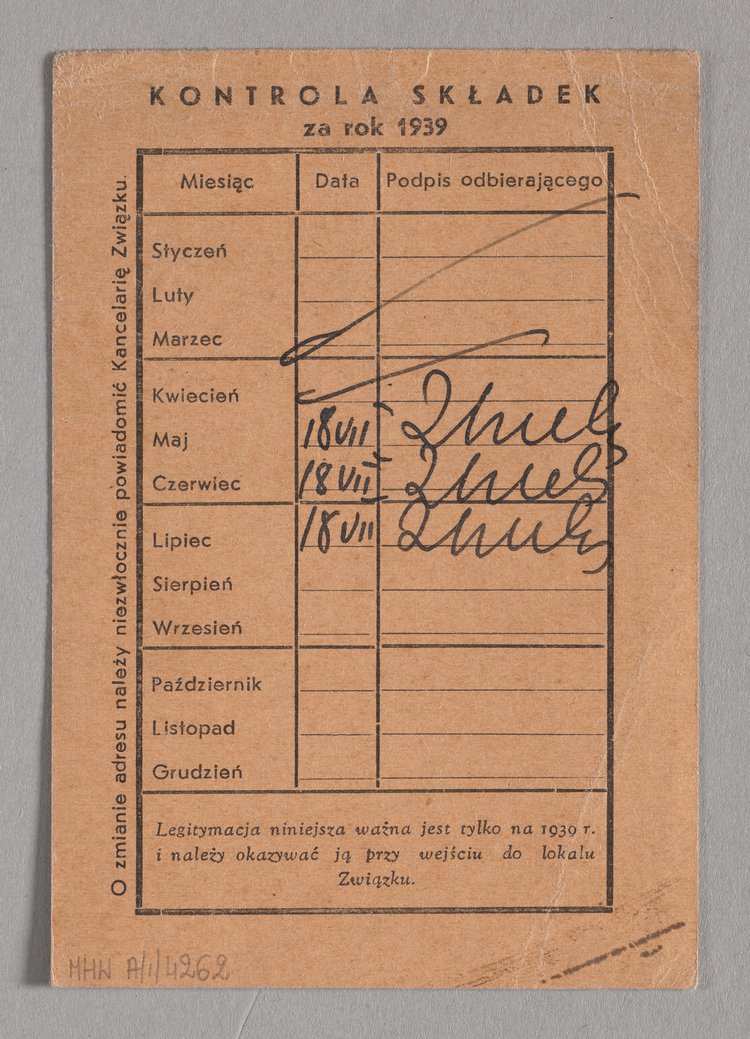 KONTROLA SKŁADEK
za rok 1939
Miesiąc Data Podpis odbierającego
Styczeń
Luty
Marzec
Kwiecień
Maj 18 VII
Czerwiec 18 VII
Lipiec 18 VII
Sierpień
Wrzesień
Październik
Listopad
Grudzień
Legitymacja niniejsza ważna jest tylko na 1939 r.
i należy okazywać ją przy wejściu do lokalu
Związku.
O zmianie adresu należy niezwłocznie powiadomić Kancelarię Związku.
MHW A/I/4262